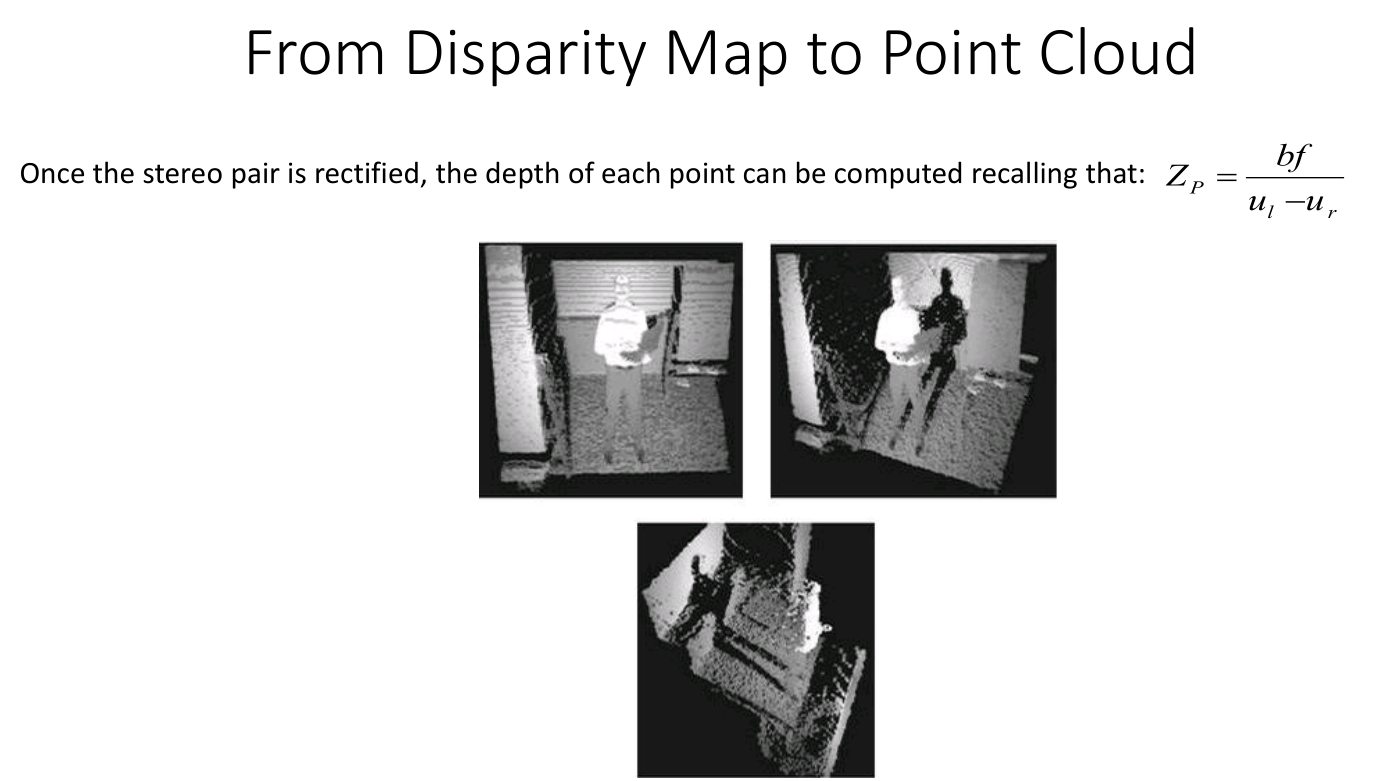 From Disparity Map to Point Cloud
Once the stereo pair is rectified, the depth of each point can be computed recalling that: Z_P = bf / (u_l − u_r)